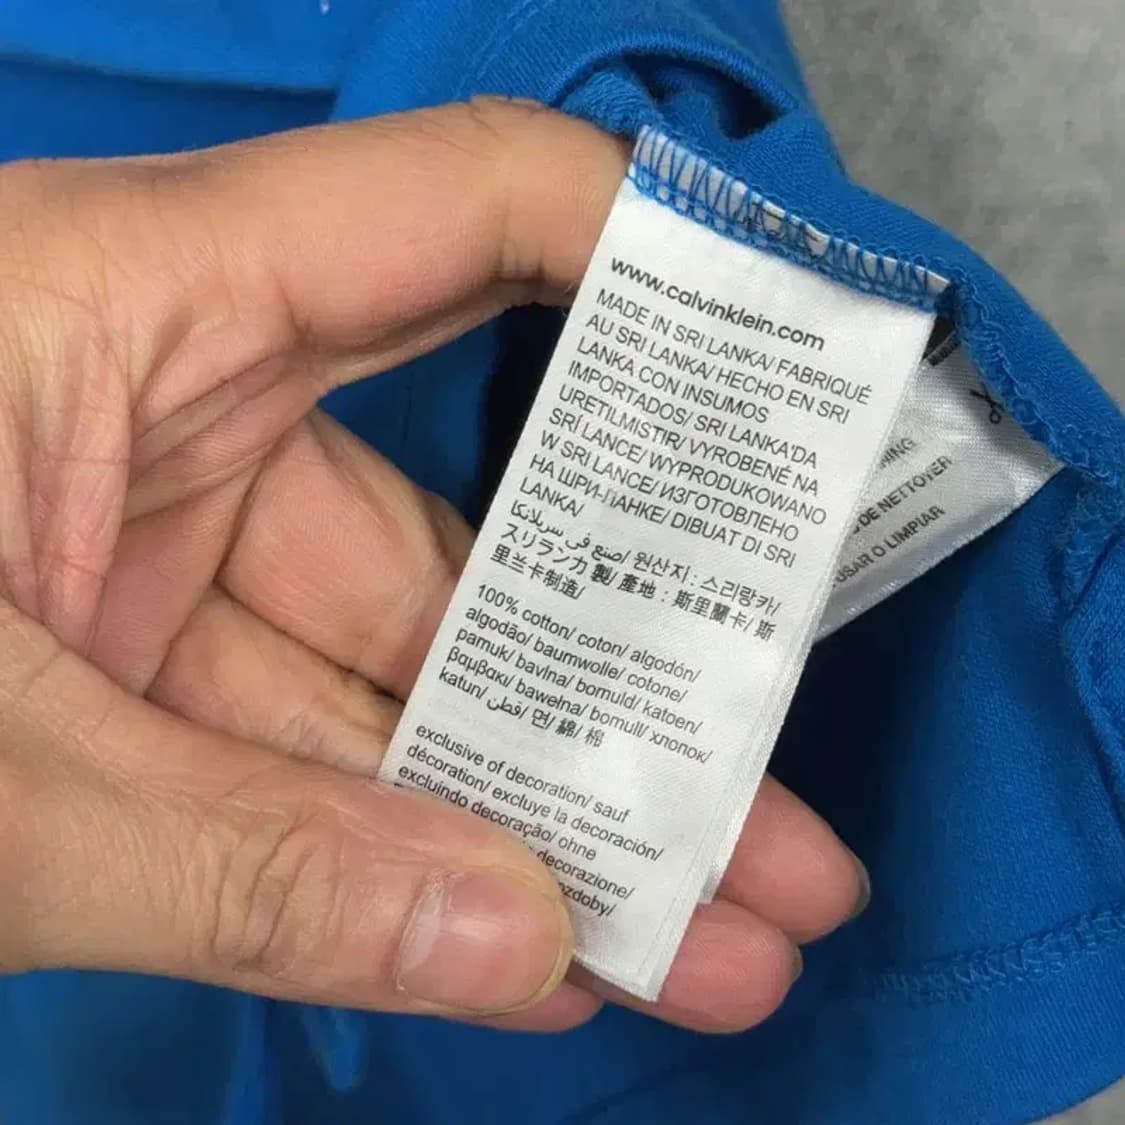 www.calvinklein.com
MADE IN SRI LANKA/ FABRIQUÉ
AU SRI LANKA/ HECHO EN SRI
LANKA CON INSUMOS
IMPORTADOS/ SRI LANKA'DA
URETILMISTIR/ VYROBENÉ NA
SRÍ LANCE/ WYPRODUKOWANO
W SRI LANCE/ ИЗГОТОВЛЕНО
НА ШРИ-ЛАНКЕ/ DIBUAT DI SRI
LANKA/
صنع في سريلانكا/ 원산지 : 스리랑카/
スリランカ 製/ 產地 : 斯里蘭卡/ 斯
里兰卡制造/
100% cotton/ coton/ algodón/
algodão/ baumwolle/ cotone/
pamuk/ bavlna/ bomuld/ katoen/
βαμβακι/ bawełna/ bomull/ хлопок/
katun/ قطن/ 면/ 綿/ 棉
exclusive of decoration/ sauf
décoration/ excluye la decoración/
excluindo decoração/ ohne
decorazione/
ozdoby/
DE NETTOYER
USAR O LIMPIAR